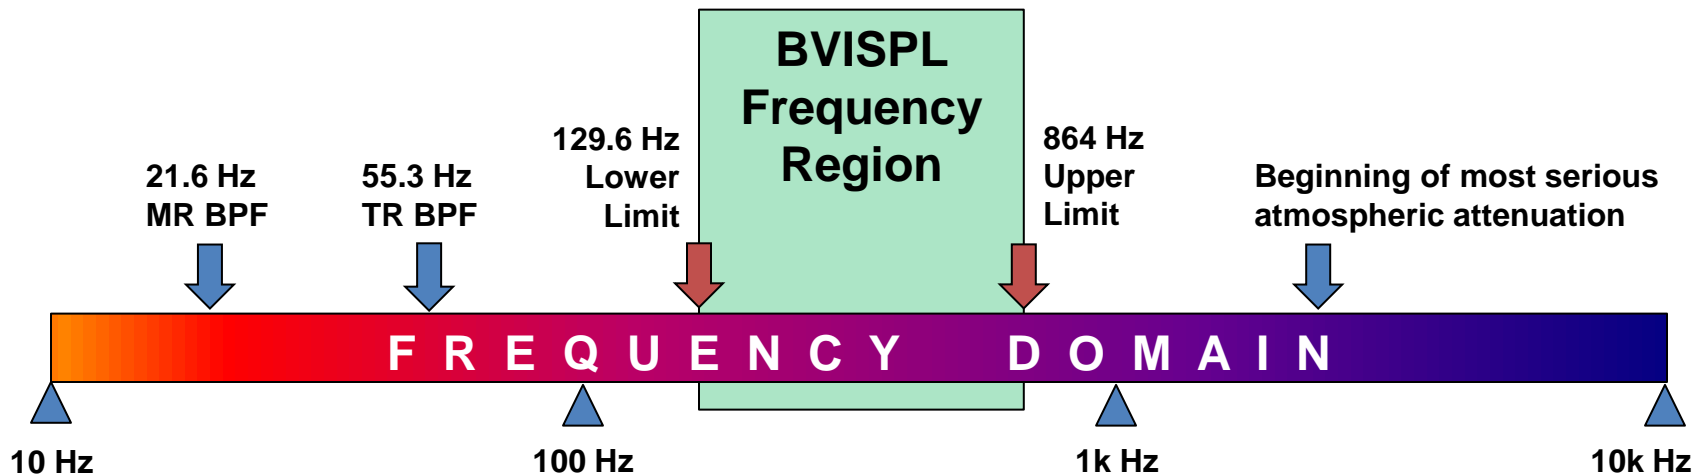 BVISPL
Frequency
Region
21.6 Hz
MR BPF
55.3 Hz
TR BPF
129.6 Hz
Lower
Limit
864 Hz
Upper
Limit
Beginning of most serious
atmospheric attenuation
F R E Q U E N C Y D O M A I N
10 Hz
100 Hz
1k Hz
10k Hz